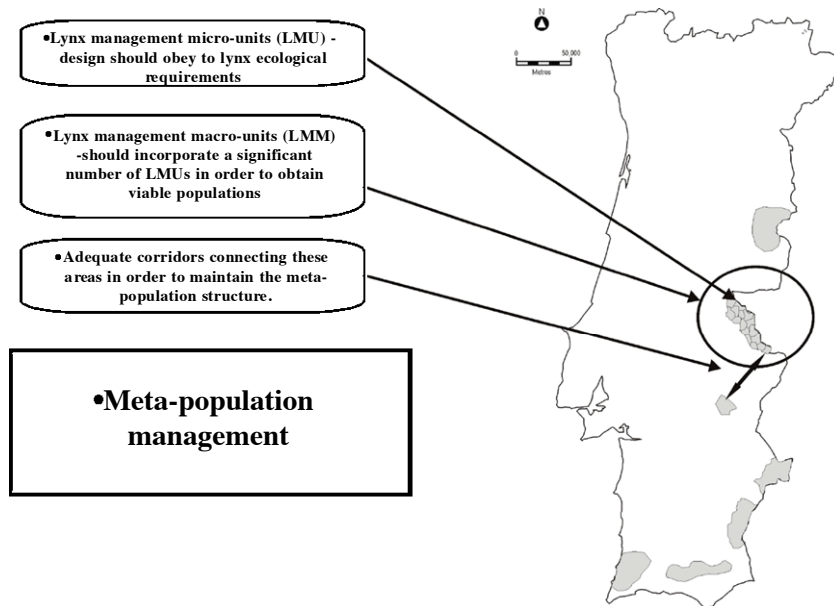 •Lynx management micro-units (LMU) -
design should obey to lynx ecological
requirements
•Lynx management macro-units (LMM)
-should incorporate a significant
number of LMUs in order to obtain
viable populations
•Adequate corridors connecting these
areas in order to maintain the meta-
population structure.
•Meta-population
management
N
0 50,000
Metres